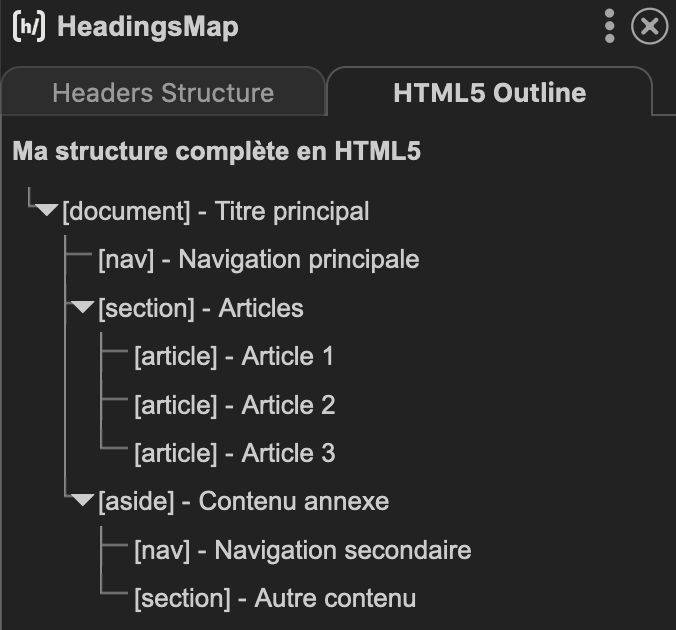 [h/] HeadingsMap
Headers Structure
HTML5 Outline
Ma structure complète en HTML5
[document] - Titre principal
[nav] - Navigation principale
[section] - Articles
[article] - Article 1
[article] - Article 2
[article] - Article 3
[aside] - Contenu annexe
[nav] - Navigation secondaire
[section] - Autre contenu